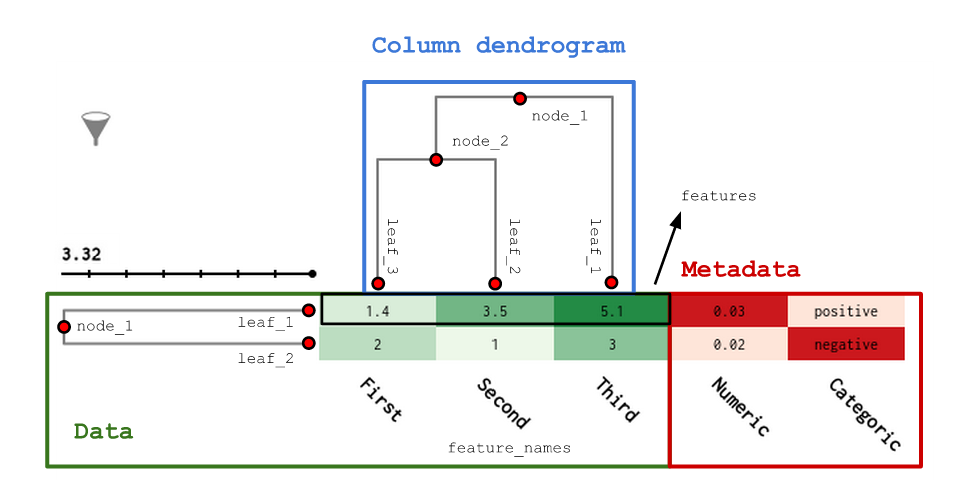 Column dendrogram
node_1
node_2
features
leaf_3
leaf_2
leaf_1
3.32
Metadata
leaf_1
1.4
3.5
5.1
0.03
positive
node_1
leaf_2
2
1
3
0.02
negative
First
Second
Third
Numeric
Categoric
Data
feature_names